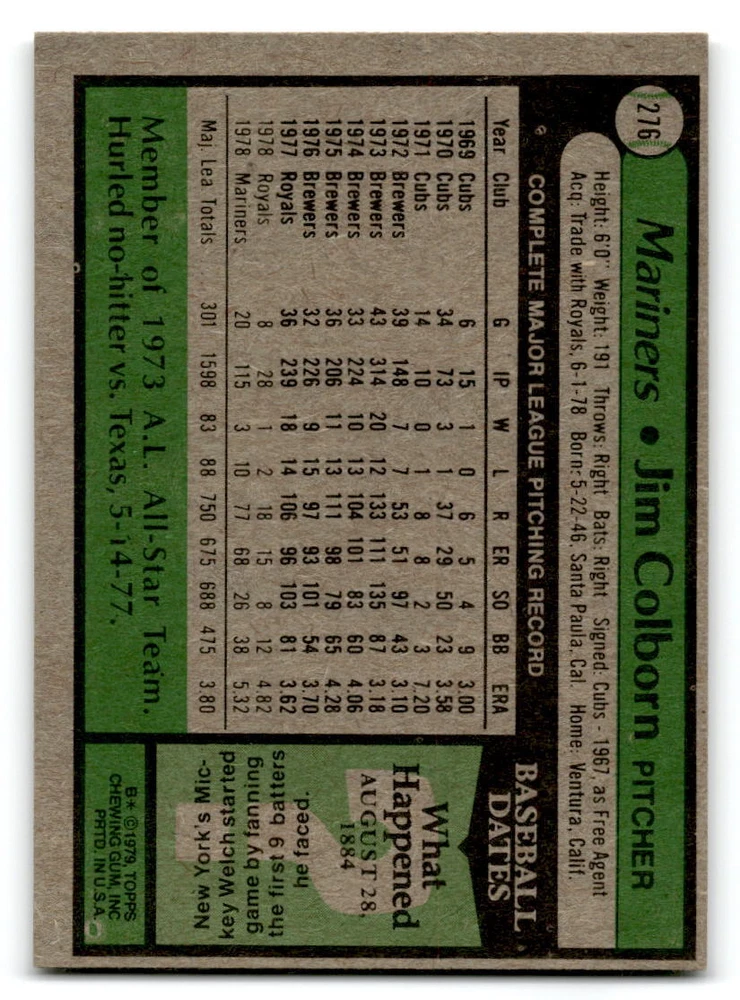 276
Mariners • Jim Colborn PITCHER
Height: 6'0" Weight: 191 Throws: Right Bats: Right Signed: Cubs - 1967, as Free Agent
Acq: Trade with Royals, 6-1-78 Born: 5-22-46, Santa Paula, Cal. Home: Ventura, Calif.
COMPLETE MAJOR LEAGUE PITCHING RECORD
Year Club G IP W L R ER SO BB ERA
1969 Cubs 6 15 1 0 6 5 4 9 3.00
1970 Cubs 34 73 3 1 37 29 50 23 3.58
1971 Cubs 14 10 0 1 8 8 2 3 7.20
1972 Brewers 39 148 7 7 53 51 97 43 3.10
1973 Brewers 43 314 20 12 133 111 135 87 3.18
1974 Brewers 33 224 10 13 104 101 83 60 4.06
1975 Brewers 36 206 11 13 111 98 79 65 4.28
1976 Brewers 32 226 9 15 97 93 101 54 3.70
1977 Royals 36 239 18 14 106 96 103 81 3.62
1978 Royals 8 28 1 2 18 15 8 12 4.82
1978 Mariners 20 115 3 10 77 68 26 38 5.32
Maj. Lea Totals 301 1598 83 88 750 675 688 475 3.80
Member of 1973 A.L. All-Star Team.
Hurled no-hitter vs. Texas, 5-14-77.
BASEBALL
DATES
What
Happened
AUGUST 28,
1884
New York's Mic-
key Welch started
game by fanning
the first 9 batters
he faced.
B* ©1979, TOPPS
CHEWING GUM, INC
PRTD. IN U.S.A.